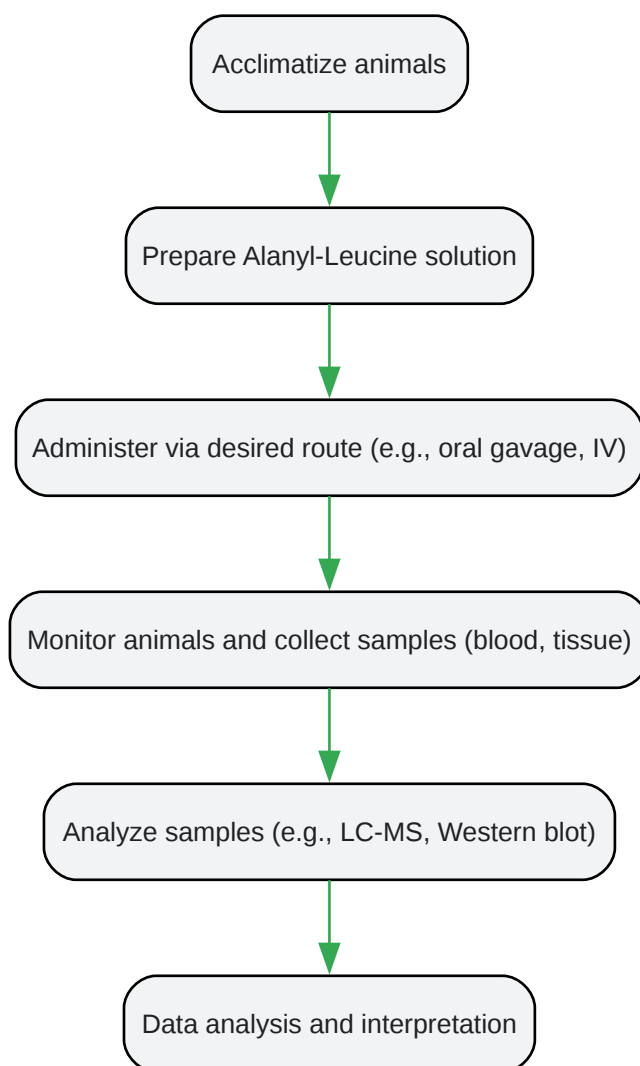 Acclimatize animals
Prepare Alanyl-Leucine solution
Administer via desired route (e.g., oral gavage, IV)
Monitor animals and collect samples (blood, tissue)
Analyze samples (e.g., LC-MS, Western blot)
Data analysis and interpretation